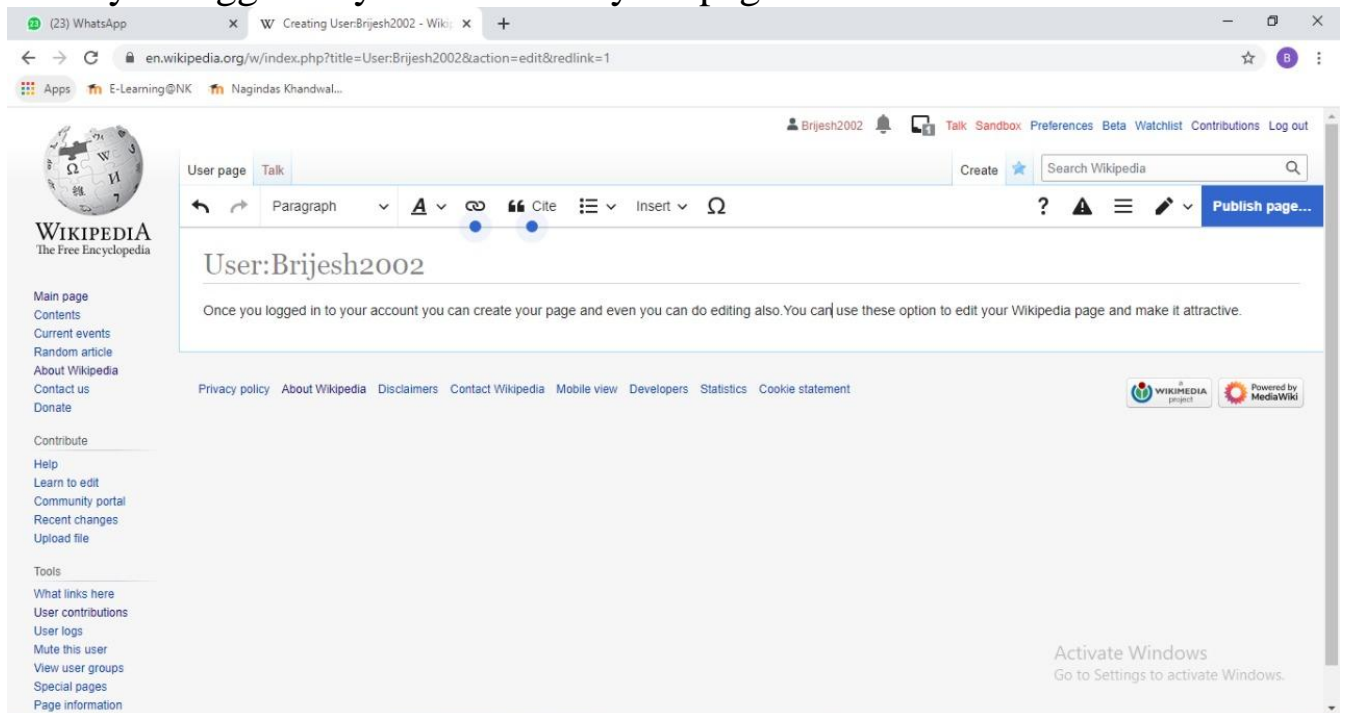 (23) WhatsApp
Creating User:Brijesh2002 - Wiki
en.wikipedia.org/w/index.php?title=User:Brijesh2002&action=edit&redlink=1
B
Apps E-Learning@NK Nagindas Khandwal...
Brijesh2002 1 Talk Sandbox Preferences Beta Watchlist Contributions Log out
User page Talk Create Search Wikipedia
Paragraph A Cite Insert Ω ? Publish page...
WIKIPEDIA
The Free Encyclopedia
User:Brijesh2002
Once you logged in to your account you can create your page and even you can do editing also.You can use these option to edit your Wikipedia page and make it attractive.
Main page
Contents
Current events
Random article
About Wikipedia
Contact us
Donate
Privacy policy About Wikipedia Disclaimers Contact Wikipedia Mobile view Developers Statistics Cookie statement
a
WIKIMEDIA
project
Powered by
MediaWiki
Contribute
Help
Learn to edit
Community portal
Recent changes
Upload file
Tools
What links here
User contributions
User logs
Mute this user
View user groups
Special pages
Page information
Activate Windows
Go to Settings to activate Windows.